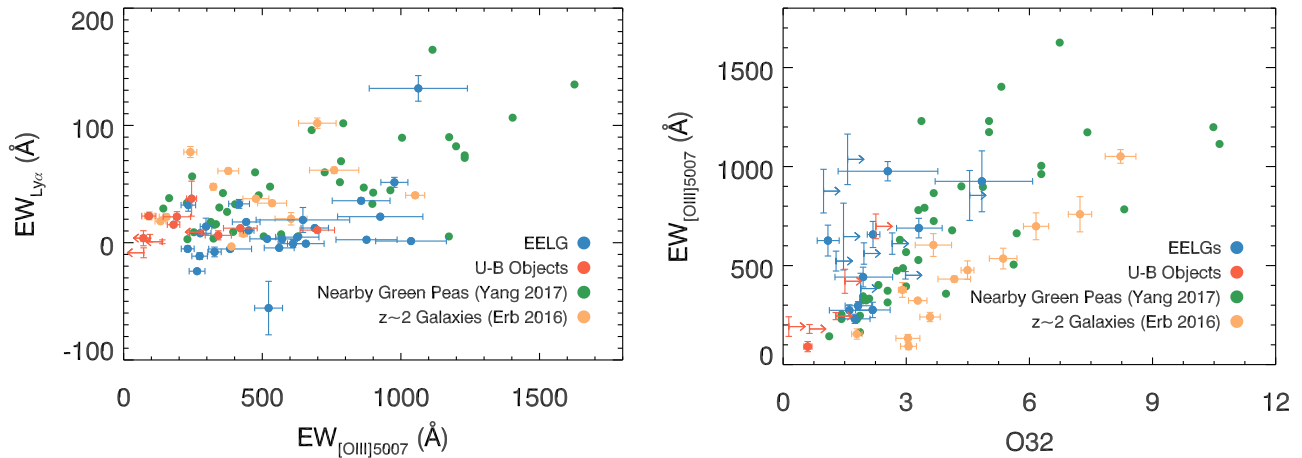 200
100
0
-100
EW_Lyα (Å)
0 500 1000 1500
EW_[OIII]5007 (Å)
EELG
U-B Objects
Nearby Green Peas (Yang 2017)
z~2 Galaxies (Erb 2016)
1500
1000
500
0
EW_[OIII]5007 (Å)
0 3 6 9 12
O32
EELGs
U-B Objects
Nearby Green Peas (Yang 2017)
z~2 Galaxies (Erb 2016)